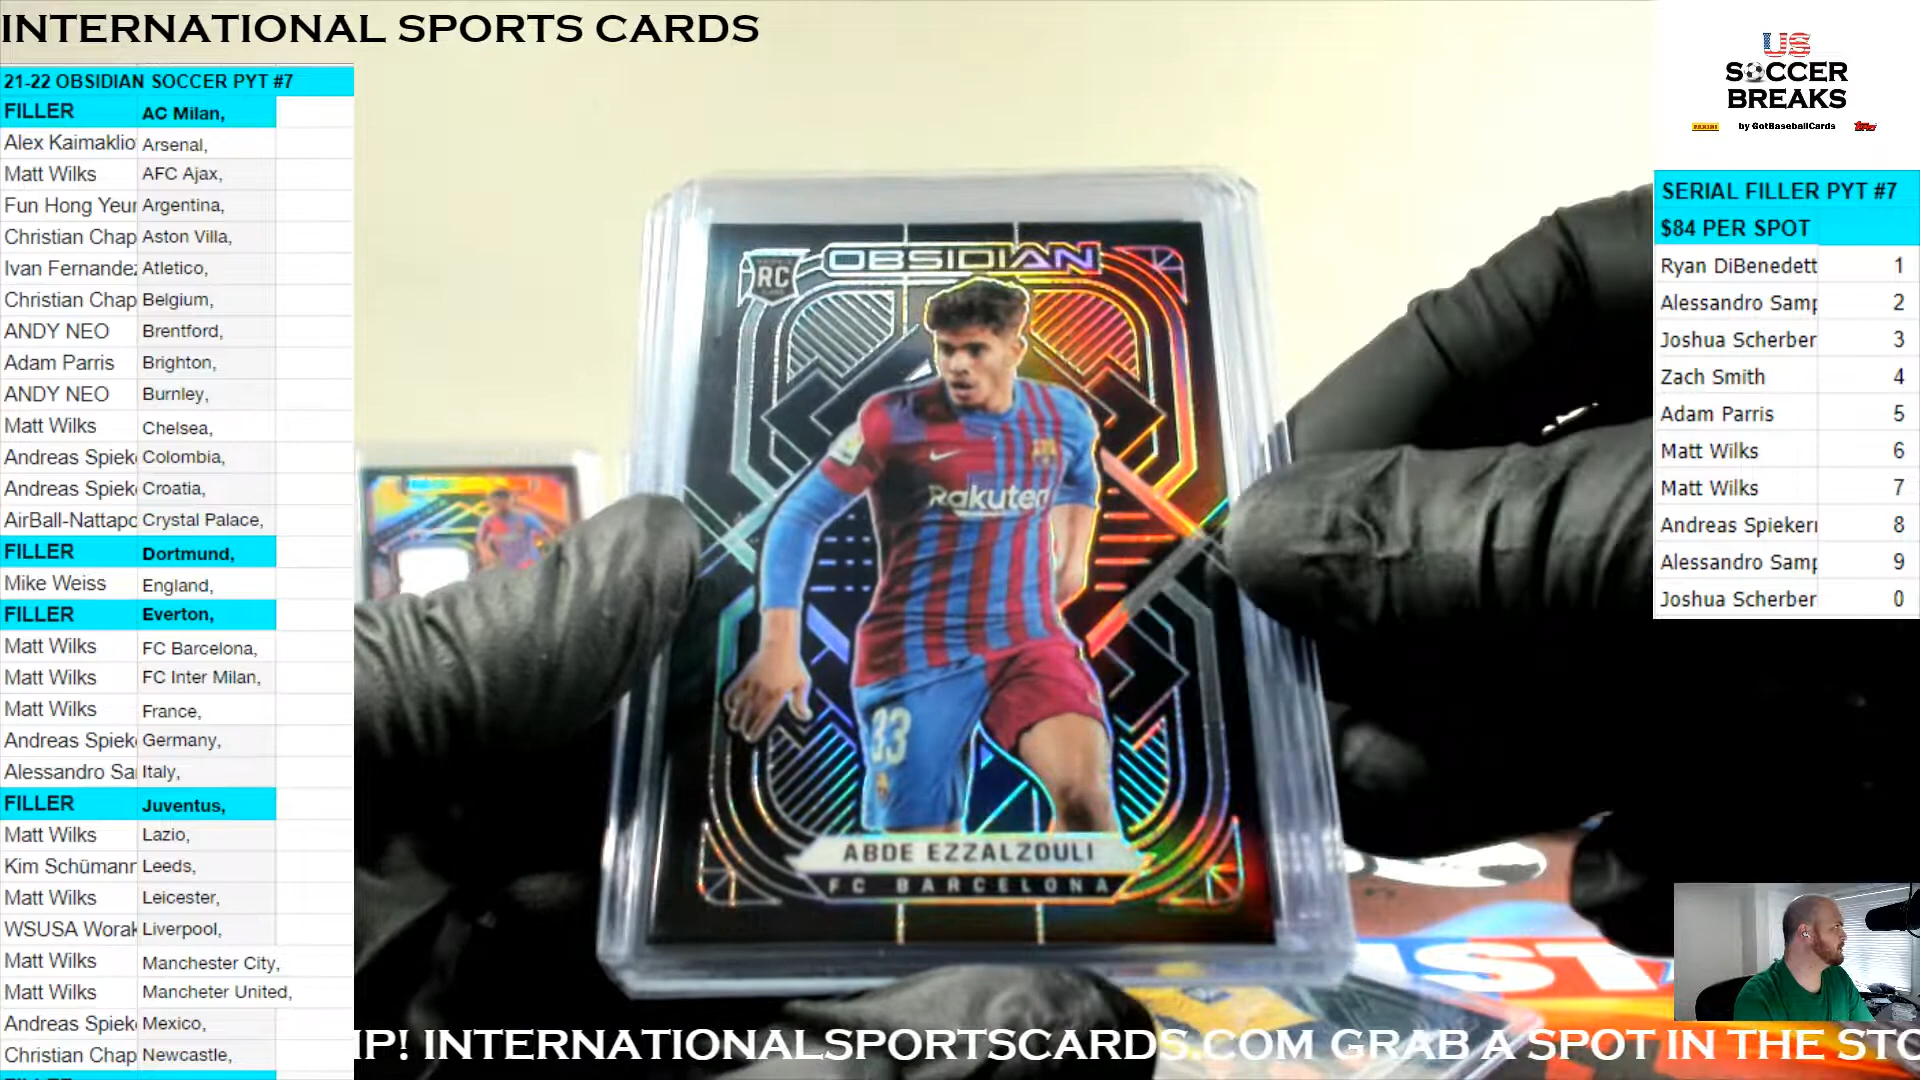 INTERNATIONAL SPORTS CARDS
21-22 OBSIDIAN SOCCER PYT #7
FILLER AC Milan,
Alex Kaimaklio Arsenal,
Matt Wilks AFC Ajax,
Fun Hong Yeur Argentina,
Christian Chap Aston Villa,
Ivan Fernandez Atletico,
Christian Chap Belgium,
ANDY NEO Brentford,
Adam Parris Brighton,
ANDY NEO Burnley,
Matt Wilks Chelsea,
Andreas Spiek Colombia,
Andreas Spiek Croatia,
AirBall-Nattapo Crystal Palace,
FILLER Dortmund,
Mike Weiss England,
FILLER Everton,
Matt Wilks FC Barcelona,
Matt Wilks FC Inter Milan,
Matt Wilks France,
Andreas Spiek Germany,
Alessandro Sa Italy,
FILLER Juventus,
Matt Wilks Lazio,
Kim Schümann Leeds,
Matt Wilks Leicester,
WSUSA Worak Liverpool,
Matt Wilks Manchester City,
Matt Wilks Mancheter United,
Andreas Spiek Mexico,
Christian Chap Newcastle,
RC
OBSIDIAN
Rakuten
33
ABDE EZZALZOULI
FC BARCELONA
US
SOCCER
BREAKS
PANINI by GotBaseballCards Topps
SERIAL FILLER PYT #7
$84 PER SPOT
Ryan DiBenedett 1
Alessandro Samp 2
Joshua Scherber 3
Zach Smith 4
Adam Parris 5
Matt Wilks 6
Matt Wilks 7
Andreas Spieker 8
Alessandro Samp 9
Joshua Scherber 0
IP! INTERNATIONALSPORTSCARDS.COM GRAB A SPOT IN THE STO